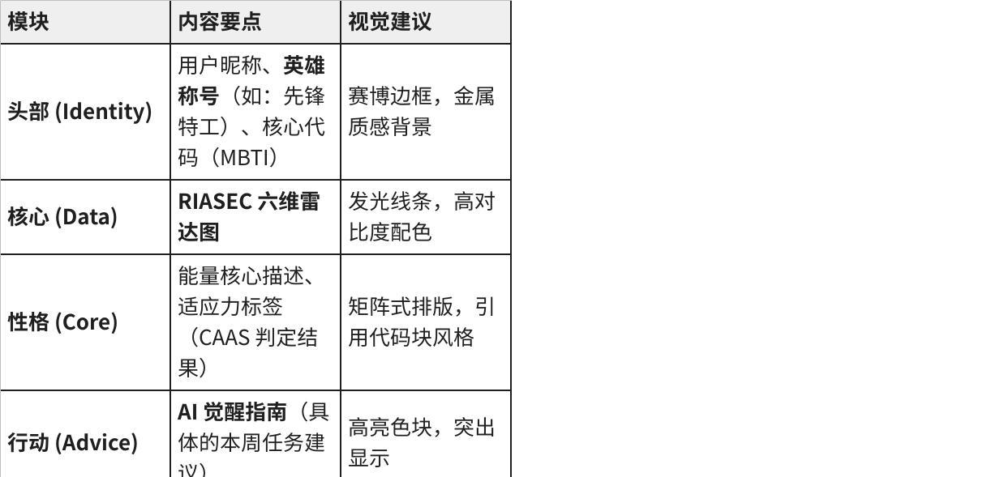 模块
内容要点
视觉建议
头部 (Identity)
用户昵称、英雄
称号（如：先锋
特工）、核心代
码（MBTI）
赛博边框，金属
质感背景
核心 (Data)
RIASEC 六维雷
达图
发光线条，高对
比度配色
性格 (Core)
能量核心描述、
适应力标签
（CAAS 判定结
果）
矩阵式排版，引
用代码块风格
行动 (Advice)
AI 觉醒指南（具
体的本周任务建
议）
高亮色块，突出
显示